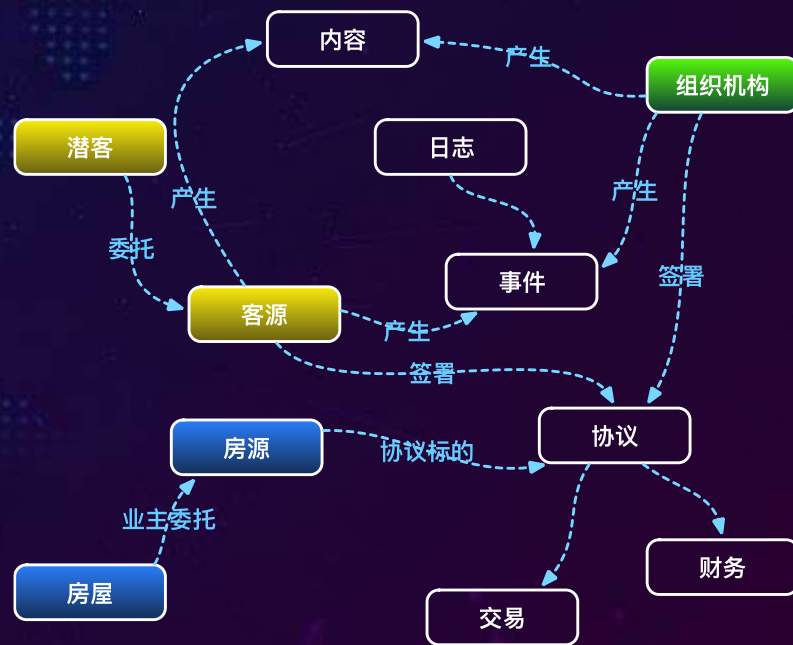 内容
产生
组织机构
潜客
日志
产生
产生
委托
签署
事件
客源
产生
签署
协议
房源
协议标的
业主委托
财务
房屋
交易